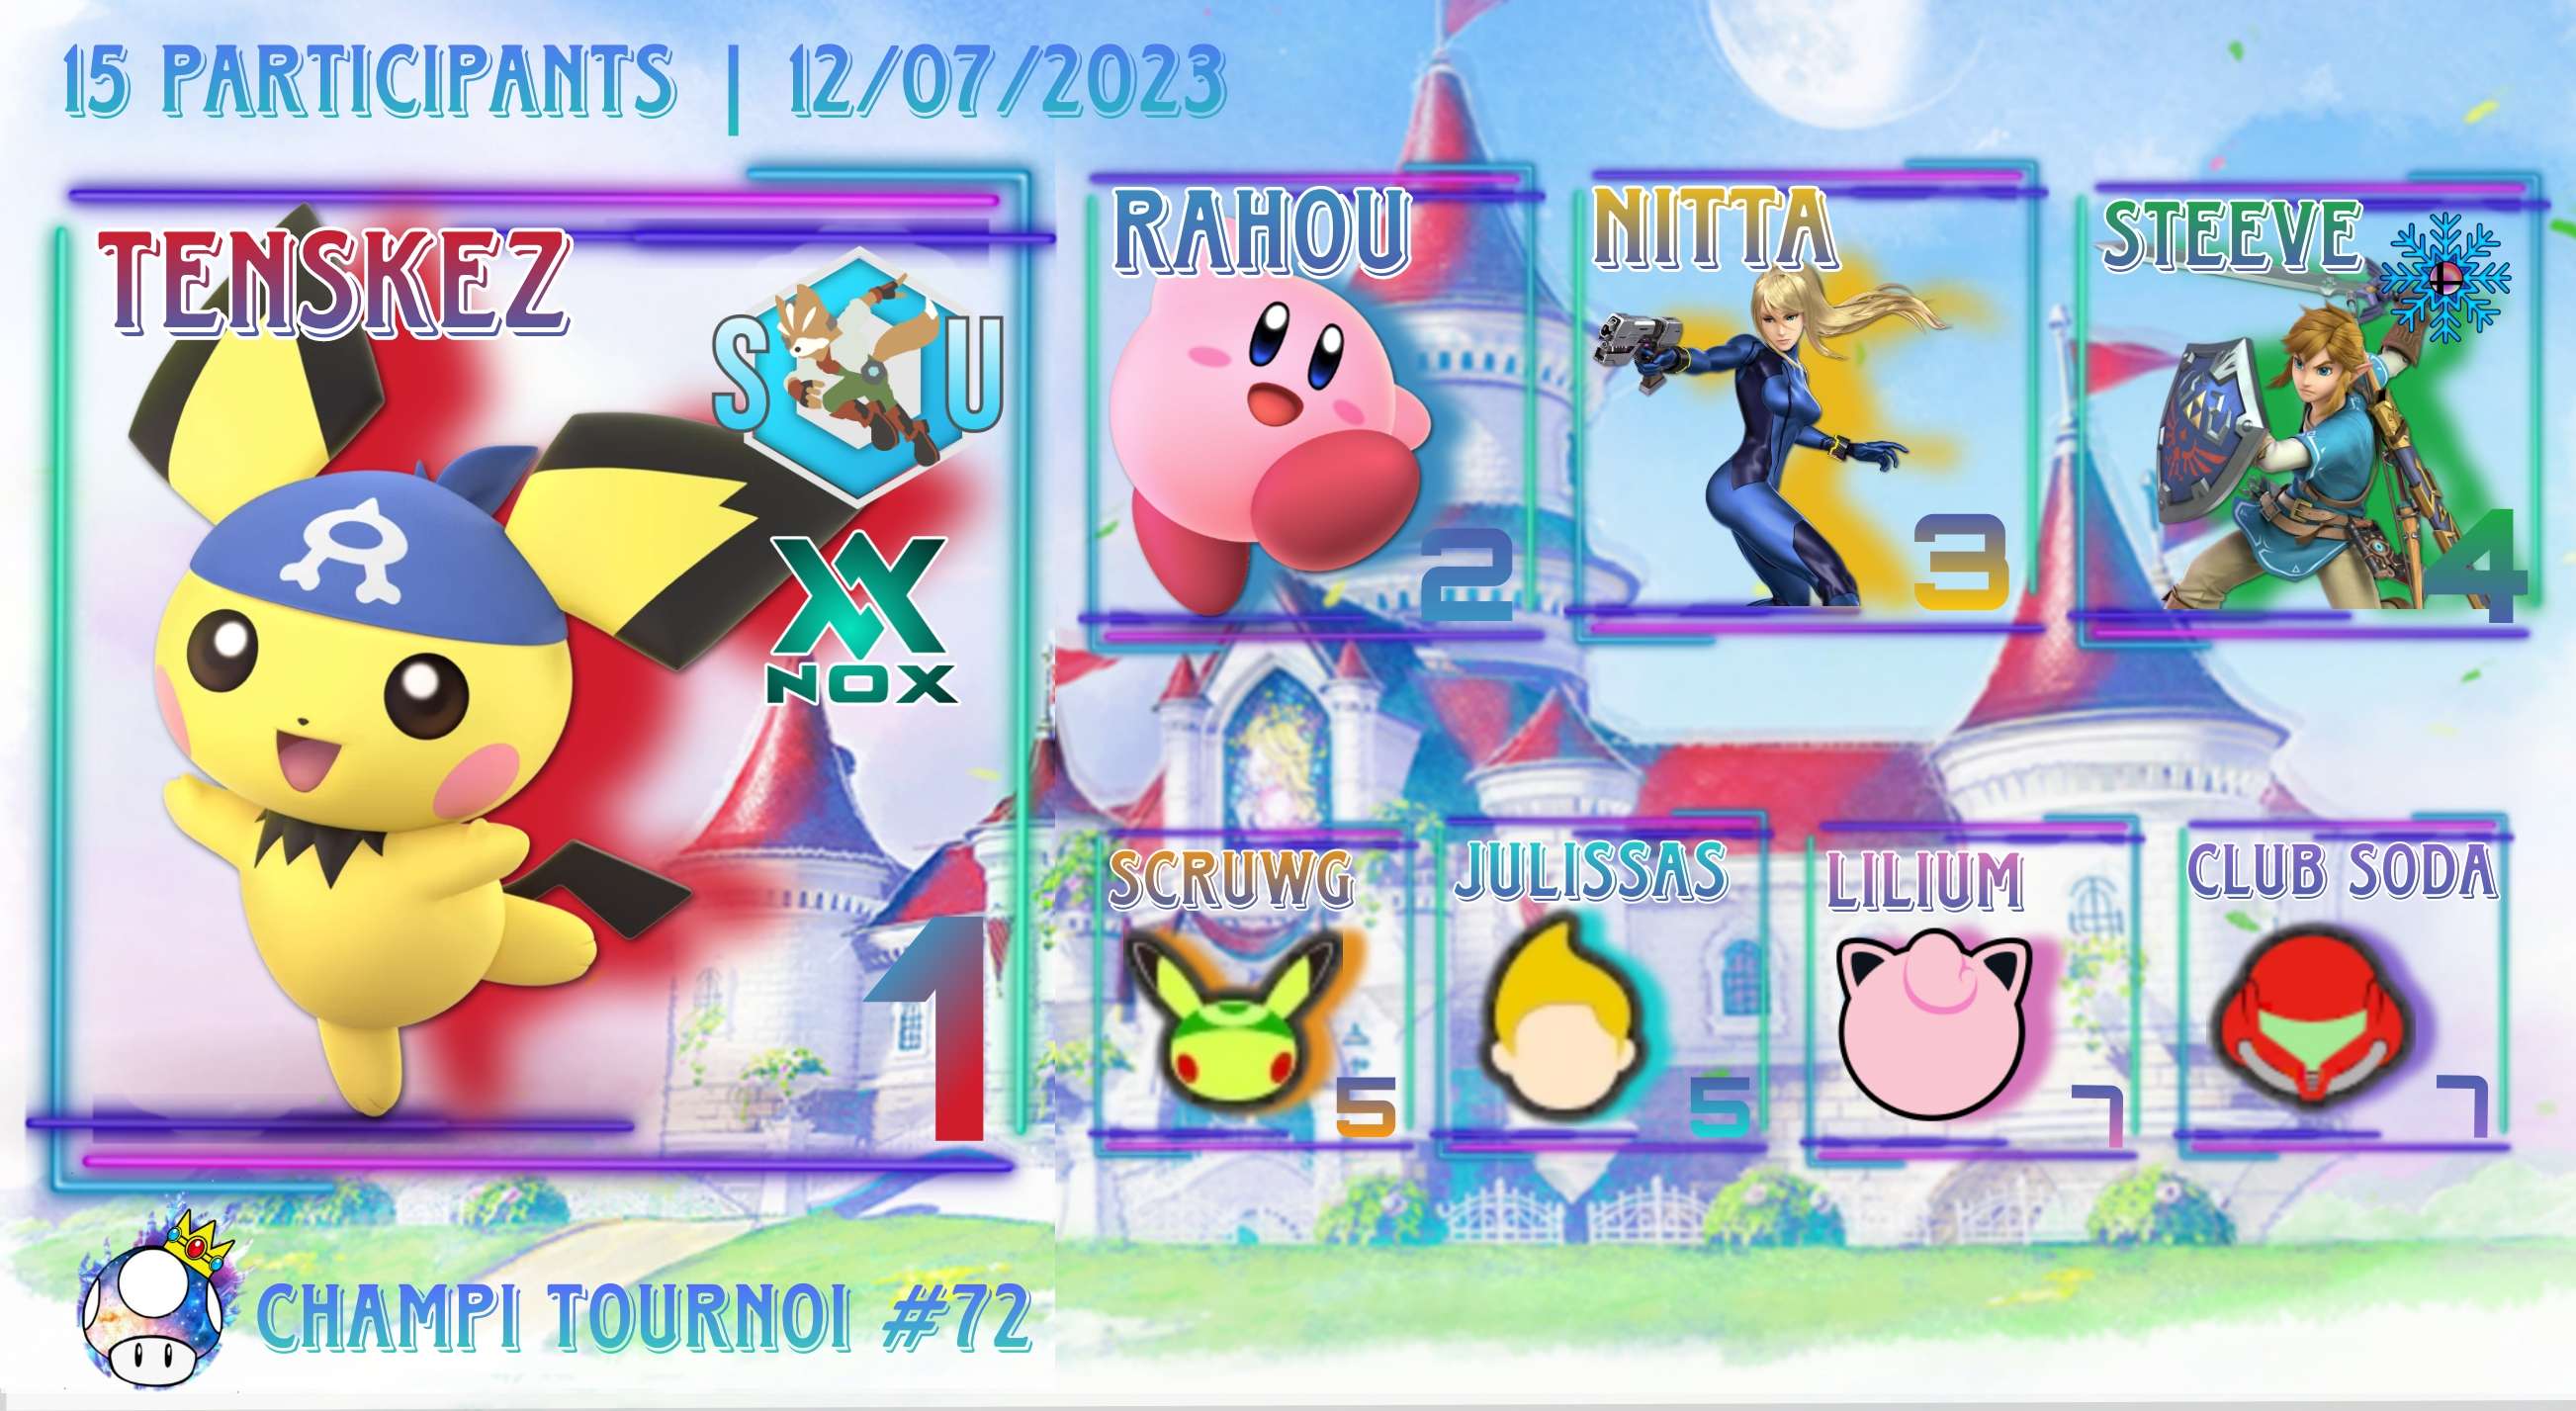 15 PARTICIPANTS | 12/07/2023
TENSKEZ
S U
NOX
1
RAHOU
2
NITTA
3
STEEVE
4
SCRUWG
5
JULISSAS
5
LILIUM
7
CLUB SODA
7
CHAMPI TOURNOI #72